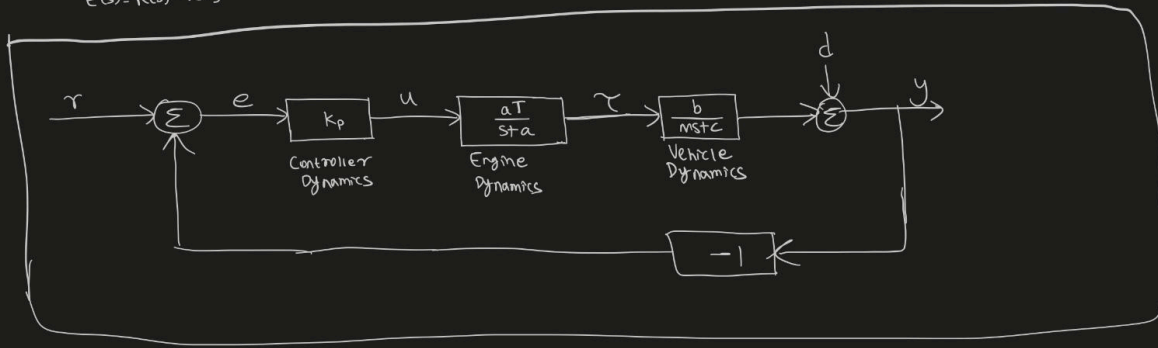 d
r
Σ
e
Kp
u
aT
s+a
τ
b
ms+c
Σ
y
Controller
Dynamics
Engine
Dynamics
Vehicle
Dynamics
-1